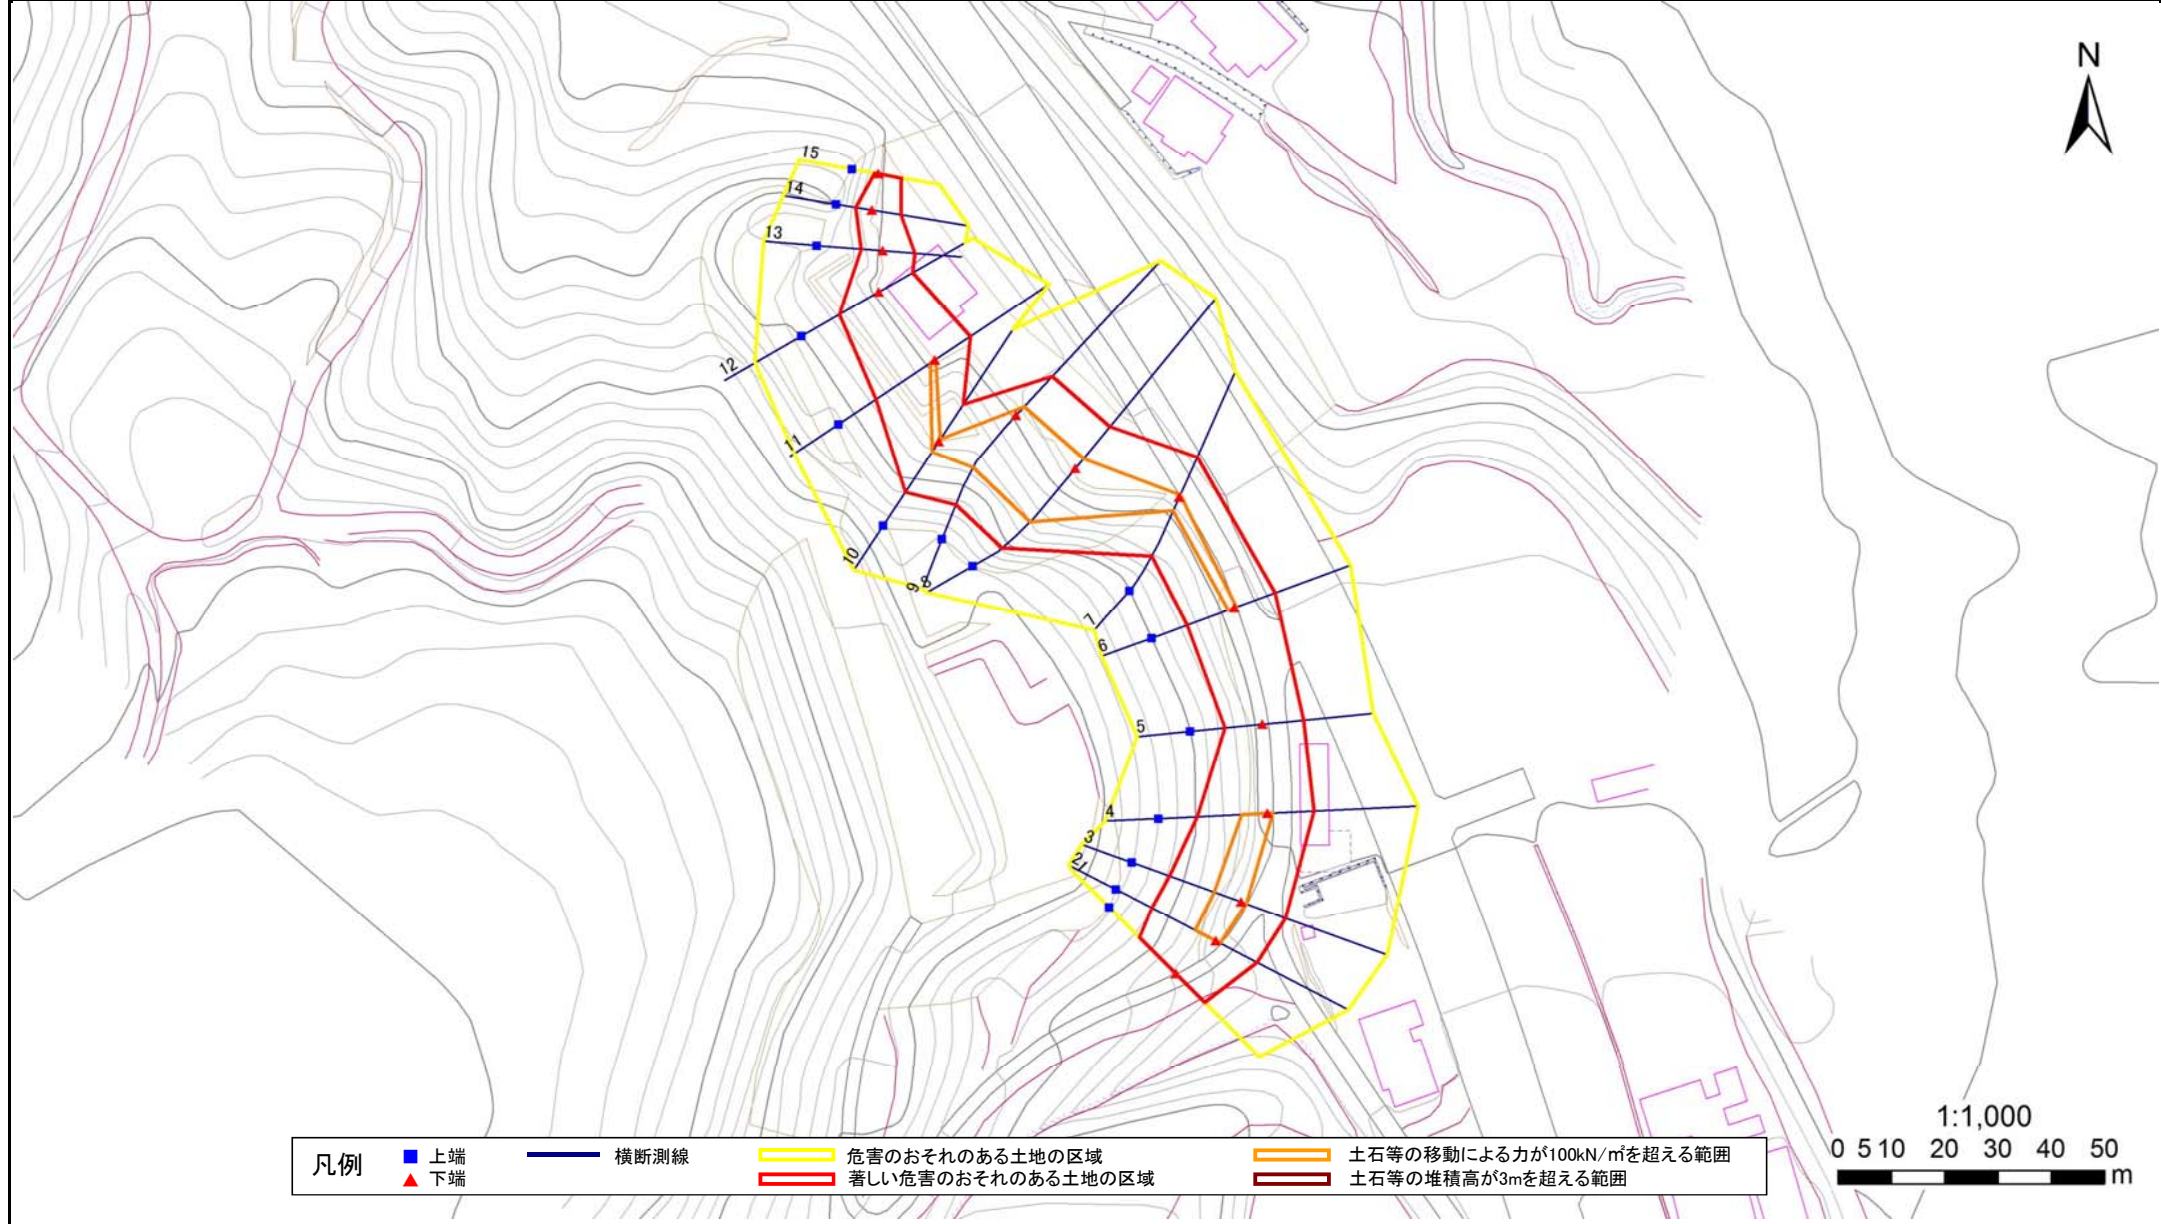 N
15
14
13
12
11
10
9
8
7
6
5
4
3
2
1
1:1,000
0 5 10 20 30 40 50
m
凡例
上端
横断測線
危害のおそれのある土地の区域
土石等の移動による力が100kN/㎡を超える範囲
下端
著しい危害のおそれのある土地の区域
土石等の堆積高が3mを超える範囲